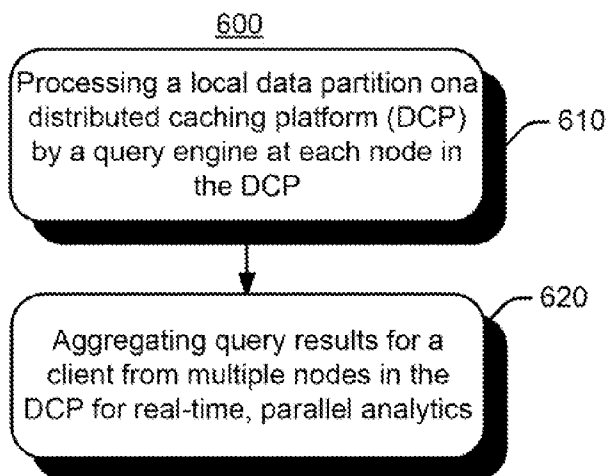 600
Processing a local data partition ona
distributed caching platform (DCP)
by a query engine at each node in
the DCP
610
620
Aggregating query results for a
client from multiple nodes in the
DCP for real-time, parallel analytics